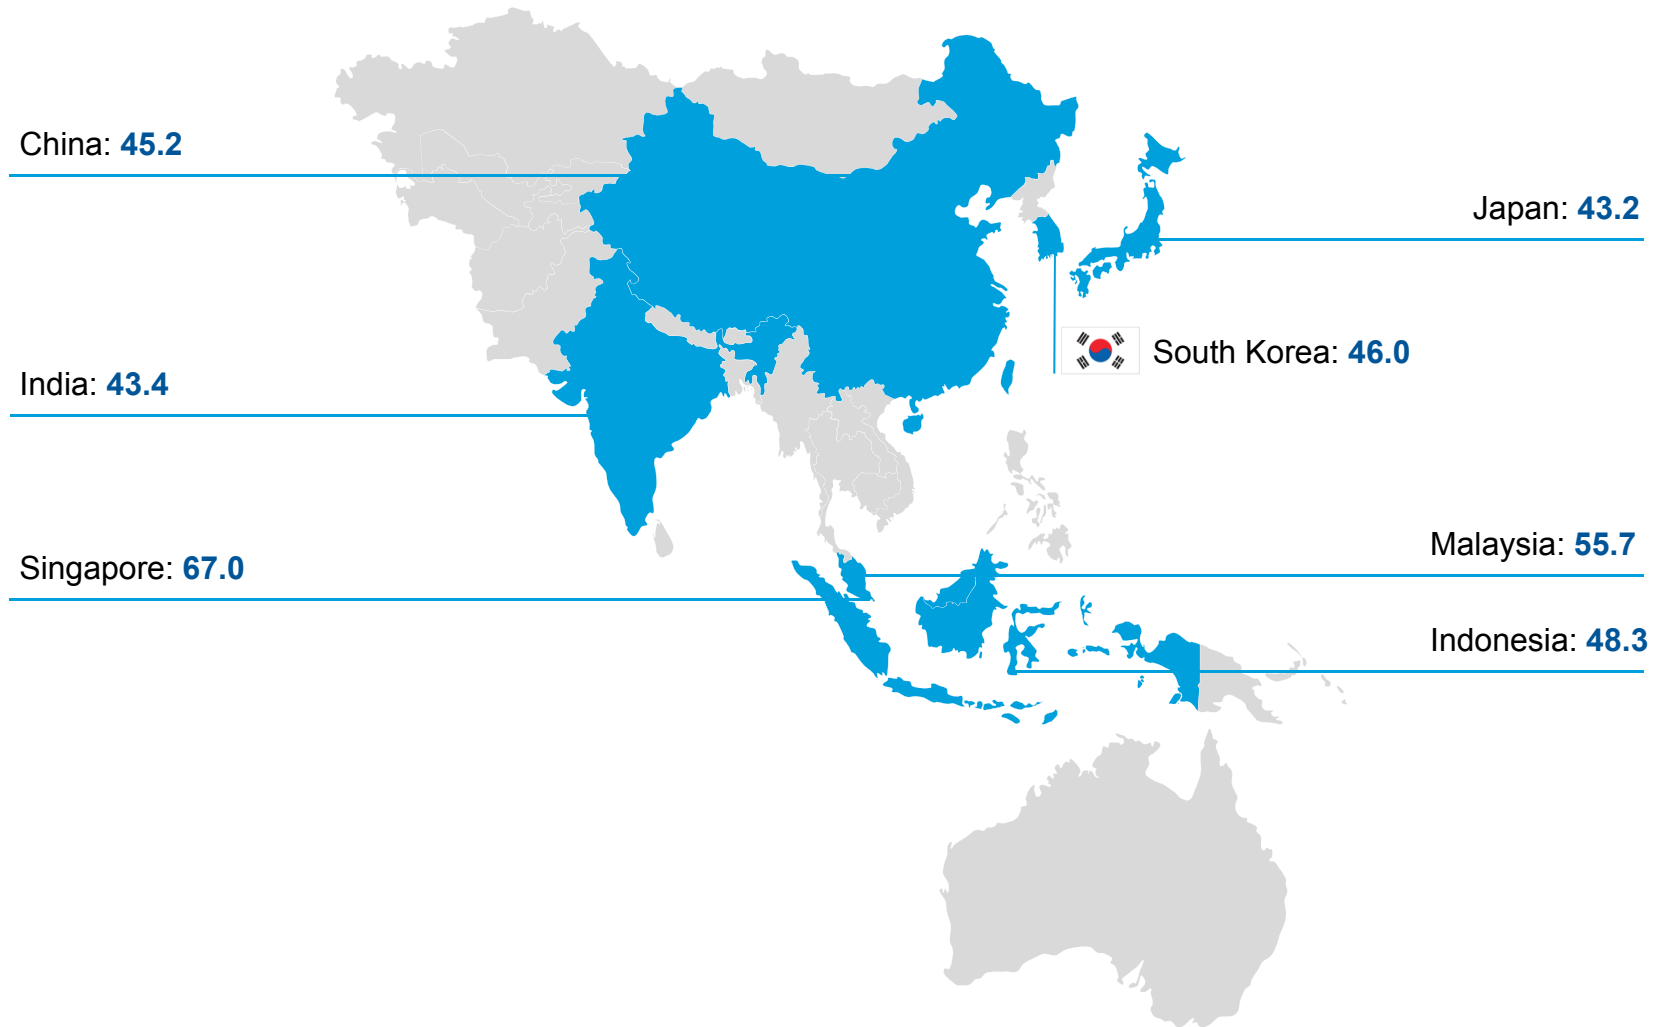 China: 45.2
Japan: 43.2
South Korea: 46.0
India: 43.4
Malaysia: 55.7
Singapore: 67.0
Indonesia: 48.3